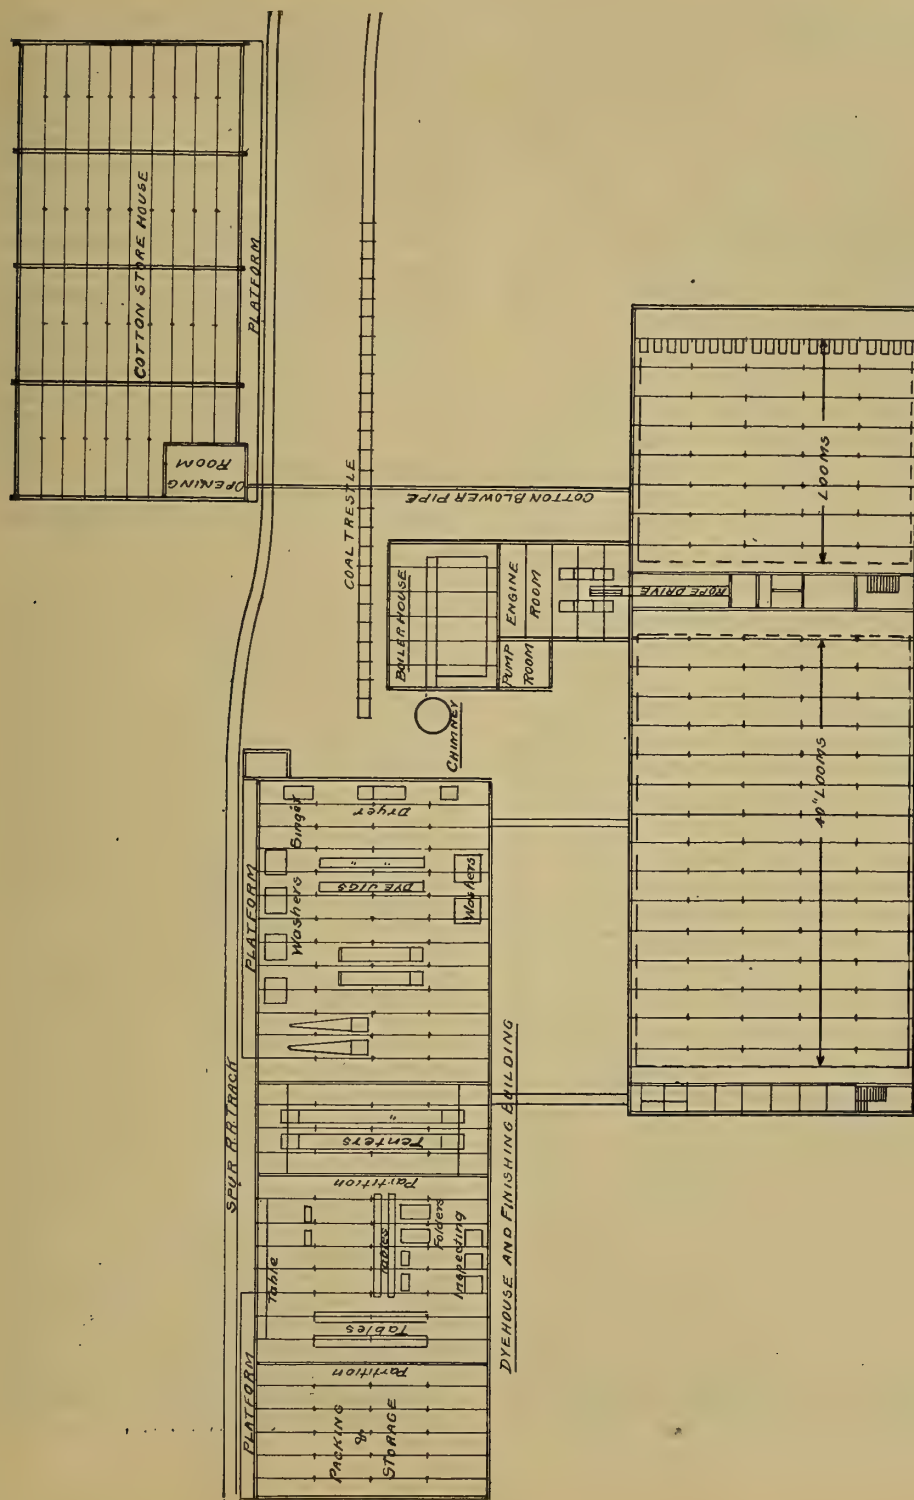 COTTON STORE HOUSE
PLATFORM
OPENING
ROOM
COAL TRESTLE
COTTON BLOWER PIPE
LOOMS
BOILER HOUSE
ENGINE
ROOM
PUMP
ROOM
ROPE DRIVE
CHIMNEY
40" LOOMS
PLATFORM
Singer
Dryer
Washers
"  "
DYE JIGS
Washers
SPUR R.R. TRACK
"
Tenters
Partition
Table
Tables
Folders
Inspecting
Tables
Partition
DYEHOUSE AND FINISHING BUILDING
PLATFORM
PACKING
&
STORAGE